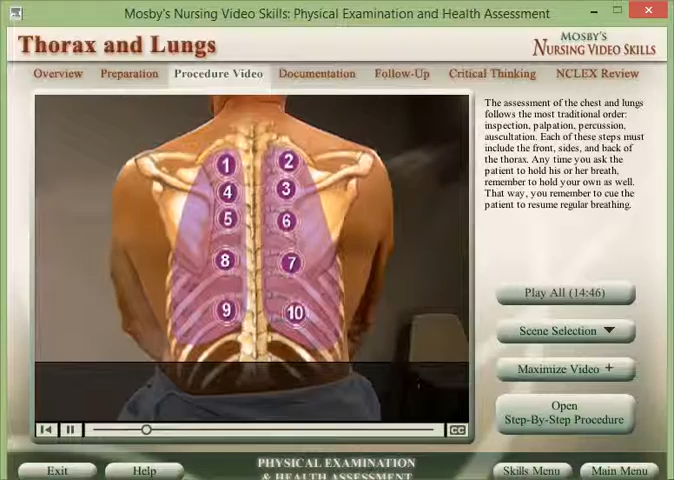 Mosby's Nursing Video Skills: Physical Examination and Health Assessment
Thorax and Lungs
MOSBY'S
NURSING VIDEO SKILLS
Overview Preparation Procedure Video Documentation Follow-Up Critical Thinking NCLEX Review
1 2
4 3
5 6
8 7
9 10
The assessment of the chest and lungs
follows the most traditional order:
inspection, palpation, percussion,
auscultation. Each of these steps must
include the front, sides, and back of
the thorax. Any time you ask the
patient to hold his or her breath,
remember to hold your own as well.
That way, you remember to cue the
patient to resume regular breathing.
Play All (14:46)
Scene Selection
Maximize Video +
Open
Step-By-Step Procedure
CC
Exit Help
PHYSICAL EXAMINATION
& HEALTH ASSESSMENT
Skills Menu Main Menu